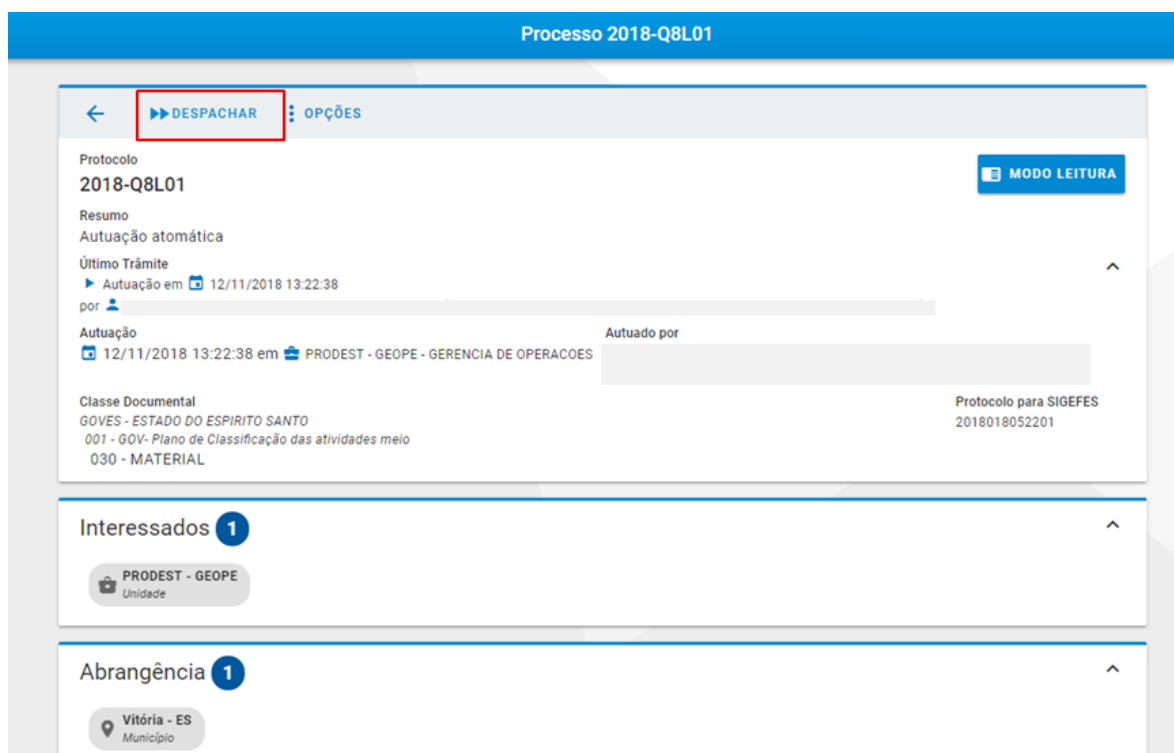 Processo 2018-Q8L01
DESPACHAR OPÇÕES
Protocolo
2018-Q8L01
MODO LEITURA
Resumo
Autuação atomática
Último Trâmite
Autuação em 12/11/2018 13:22:38
por
Autuação Autuado por
12/11/2018 13:22:38 em PRODEST - GEOPE - GERENCIA DE OPERACOES
Classe Documental Protocolo para SIGEFES
GOVES - ESTADO DO ESPIRITO SANTO 2018018052201
001 - GOV- Plano de Classificação das atividades meio
030 - MATERIAL
Interessados 1
PRODEST - GEOPE
Unidade
Abrangência 1
Vitória - ES
Município